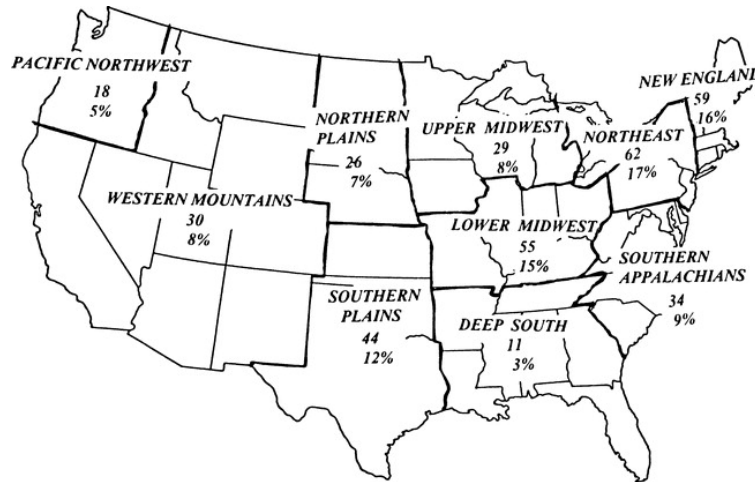 PACIFIC NORTHWEST
18
5%
NORTHERN
PLAINS
26
7%
UPPER MIDWEST
29
8%
NEW ENGLAND
59
16%
NORTHEAST
62
17%
WESTERN MOUNTAINS
30
8%
LOWER MIDWEST
55
15%
SOUTHERN
APPALACHIANS
34
9%
SOUTHERN
PLAINS
44
12%
DEEP SOUTH
11
3%